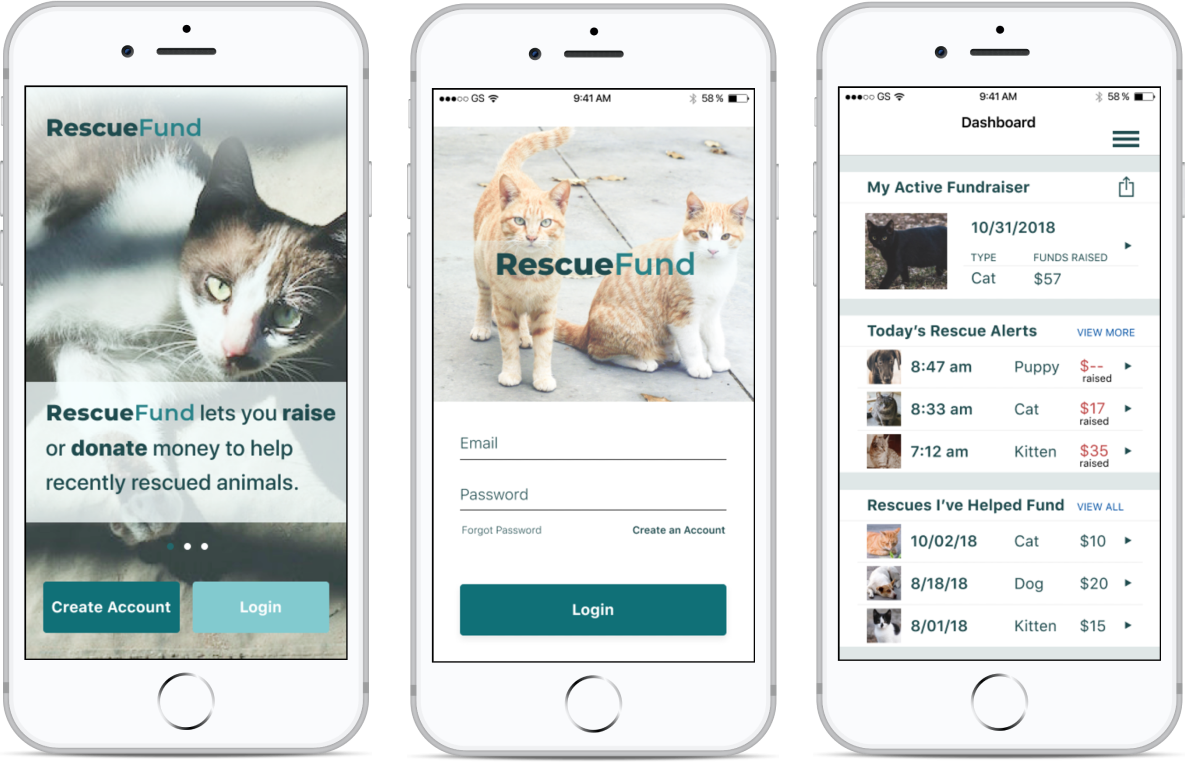 RescueFund
RescueFund lets you raise
or donate money to help
recently rescued animals.
Create Account
Login
GS
9:41 AM
58 %
RescueFund
Email
Password
Forgot Password
Create an Account
Login
GS
9:41 AM
58 %
Dashboard
My Active Fundraiser
10/31/2018
TYPE FUNDS RAISED
Cat $57
Today’s Rescue Alerts VIEW MORE
8:47 am Puppy $--
raised
8:33 am Cat $17
raised
7:12 am Kitten $35
raised
Rescues I’ve Helped Fund VIEW ALL
10/02/18 Cat $10
8/18/18 Dog $20
8/01/18 Kitten $15